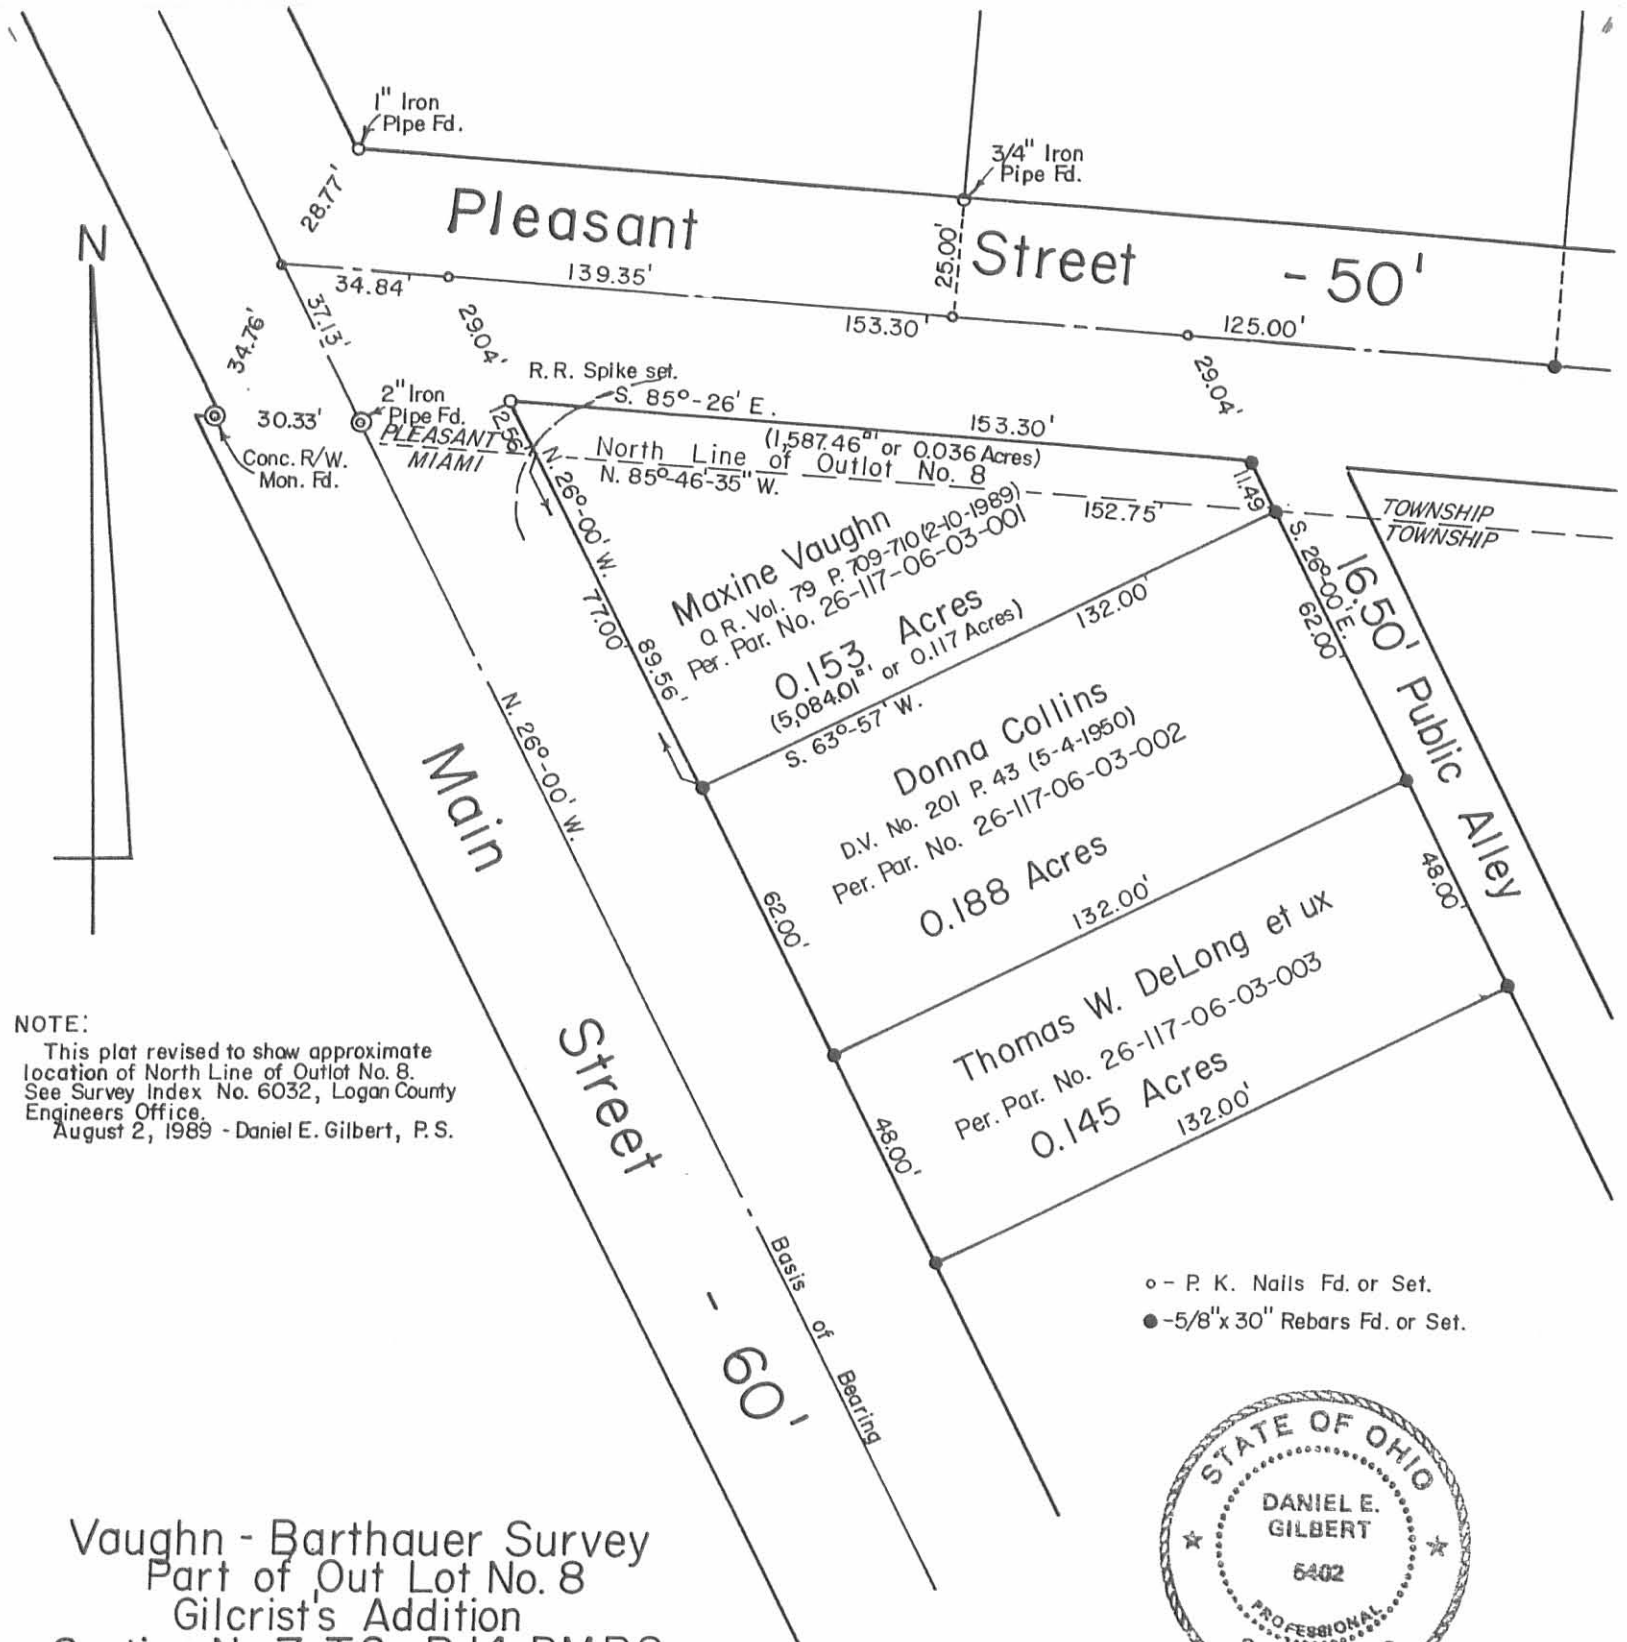 1" Iron
Pipe Fd.
3/4" Iron
Pipe Fd.
28.77'
Pleasant
Street
- 50'
25.00'
34.84'
139.35'
153.30'
125.00'
37.13'
29.04'
29.04'
34.76'
R.R. Spike set.
S. 85º-26' E.
153.30'
2" Iron
Pipe Fd.
30.33'
Conc. R/W.
Mon. Fd.
PLEASANT
MIAMI
12.56'
(1,587.46 or 0.036 Acres)
North Line of Outlot No. 8
N. 85º-46'-35" W.
152.75'
11.49'
TOWNSHIP
TOWNSHIP
N
N. 26º-00' W.
77.00'
89.56'
Maxine Vaughn
O.R. Vol. 79 P. 709-710 (2-10-1989)
Per. Par. No. 26-117-06-03-001
0.153 Acres
(5,084.01 or 0.117 Acres)
132.00'
S. 63º-57' W.
S. 26º-00' E.
62.00'
16.50' Public Alley
Donna Collins
D.V. No. 201 P. 43 (5-4-1950)
Per. Par. No. 26-117-06-03-002
0.188 Acres
132.00'
62.00'
48.00'
N. 26º-00' W.
Main
Street
- 60'
Basis of Bearing
Thomas W. DeLong et ux
Per. Par. No. 26-117-06-03-003
0.145 Acres
132.00'
48.00'
NOTE:
This plat revised to show approximate
location of North Line of Outlot No. 8.
See Survey Index No. 6032, Logan County
Engineers Office.
August 2, 1989 - Daniel E. Gilbert, P.S.
o - P. K. Nails Fd. or Set.
● -5/8"x 30" Rebars Fd. or Set.
STATE OF OHIO
DANIEL E.
GILBERT
6402
PROFESSIONAL
Vaughn - Barthauer Survey
Part of Out Lot No. 8
Gilcrist's Addition